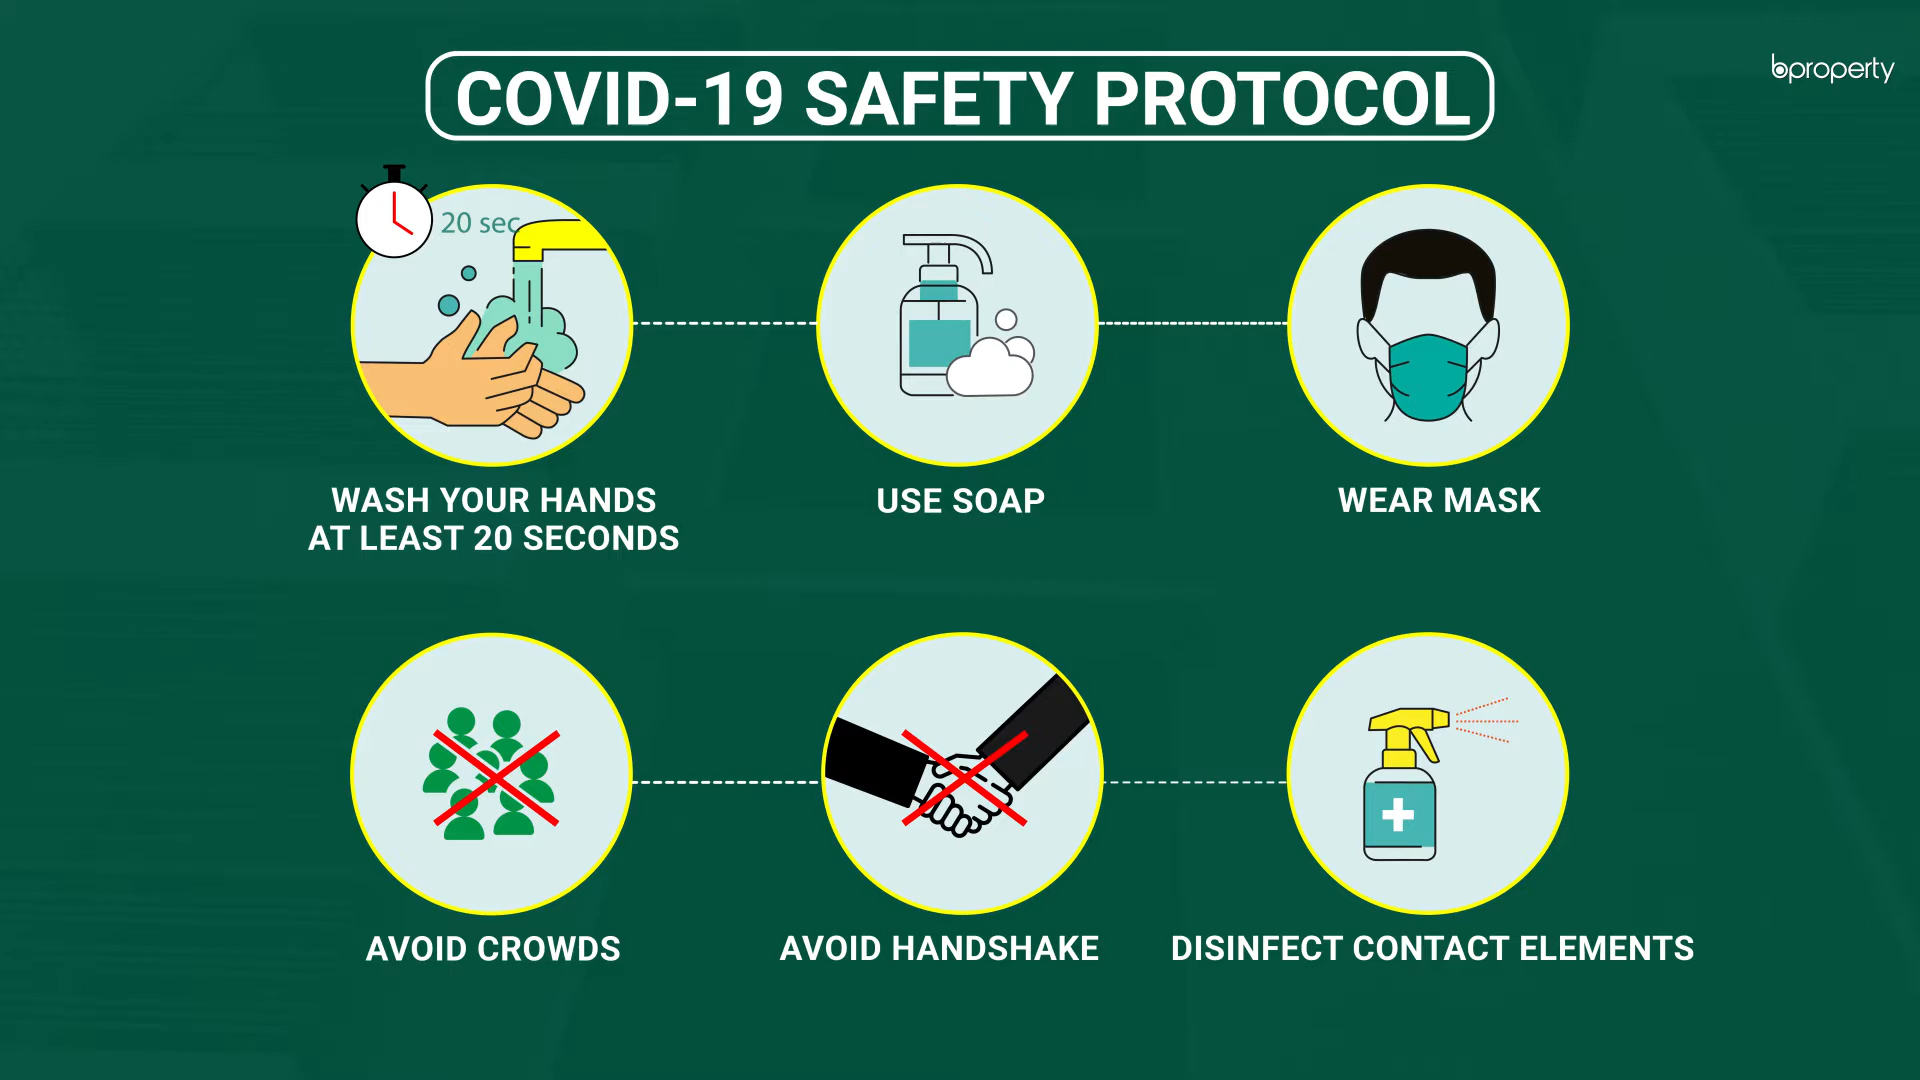 COVID-19 SAFETY PROTOCOL
bproperty
20 sec
WASH YOUR HANDS
AT LEAST 20 SECONDS
USE SOAP
WEAR MASK
AVOID CROWDS
AVOID HANDSHAKE
DISINFECT CONTACT ELEMENTS